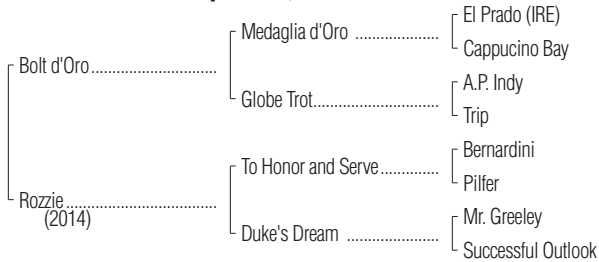 El Prado (IRE)
Medaglia d'Oro ..................
Cappucino Bay
Bolt d'Oro...........................
A.P. Indy
Globe Trot...........................
Trip
Bernardini
To Honor and Serve..............
Pilfer
Rozzie.................................
(2014)
Mr. Greeley
Duke's Dream ....................
Successful Outlook